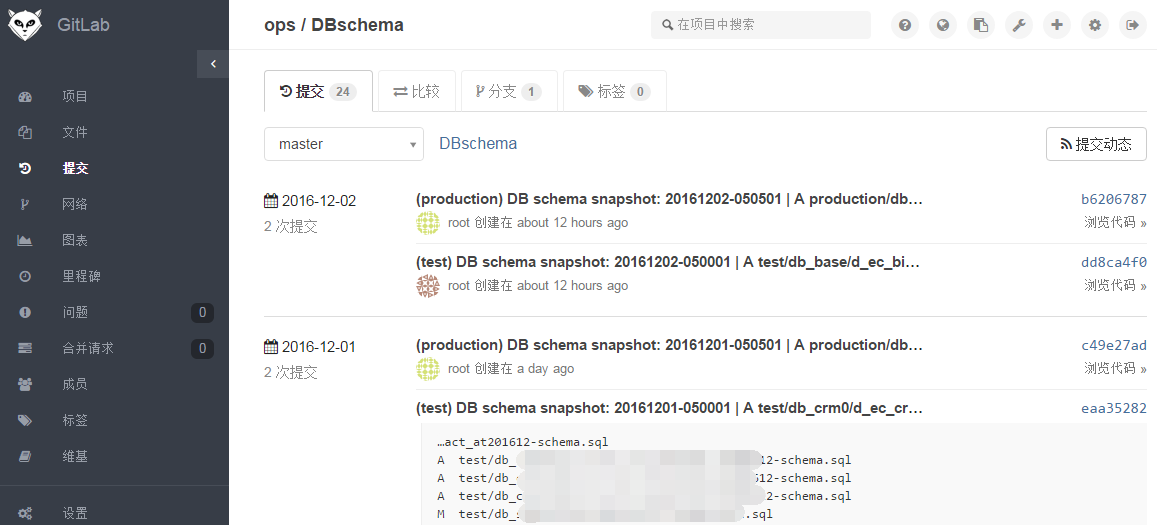 GitLab
项目
文件
提交
网络
图表
里程碑
问题 0
合并请求 0
成员
标签
维基
设置
ops / DBschema
在项目中搜索
提交 24
比较
分支 1
标签 0
master
DBschema
提交动态
2016-12-02
2 次提交
(production) DB schema snapshot: 20161202-050501 | A production/db…
b6206787
root 创建在 about 12 hours ago
浏览代码 »
(test) DB schema snapshot: 20161202-050001 | A test/db_base/d_ec_bi…
dd8ca4f0
root 创建在 about 12 hours ago
浏览代码 »
2016-12-01
2 次提交
(production) DB schema snapshot: 20161201-050501 | A production/db…
c49e27ad
root 创建在 a day ago
浏览代码 »
(test) DB schema snapshot: 20161201-050001 | A test/db_crm0/d_ec_cr…
eaa35282
…act_at201612-schema.sql
A test/db_ 12-schema.sql
A test/db_ 612-schema.sql
A test/db_c 12-schema.sql
M test/db_ .sql